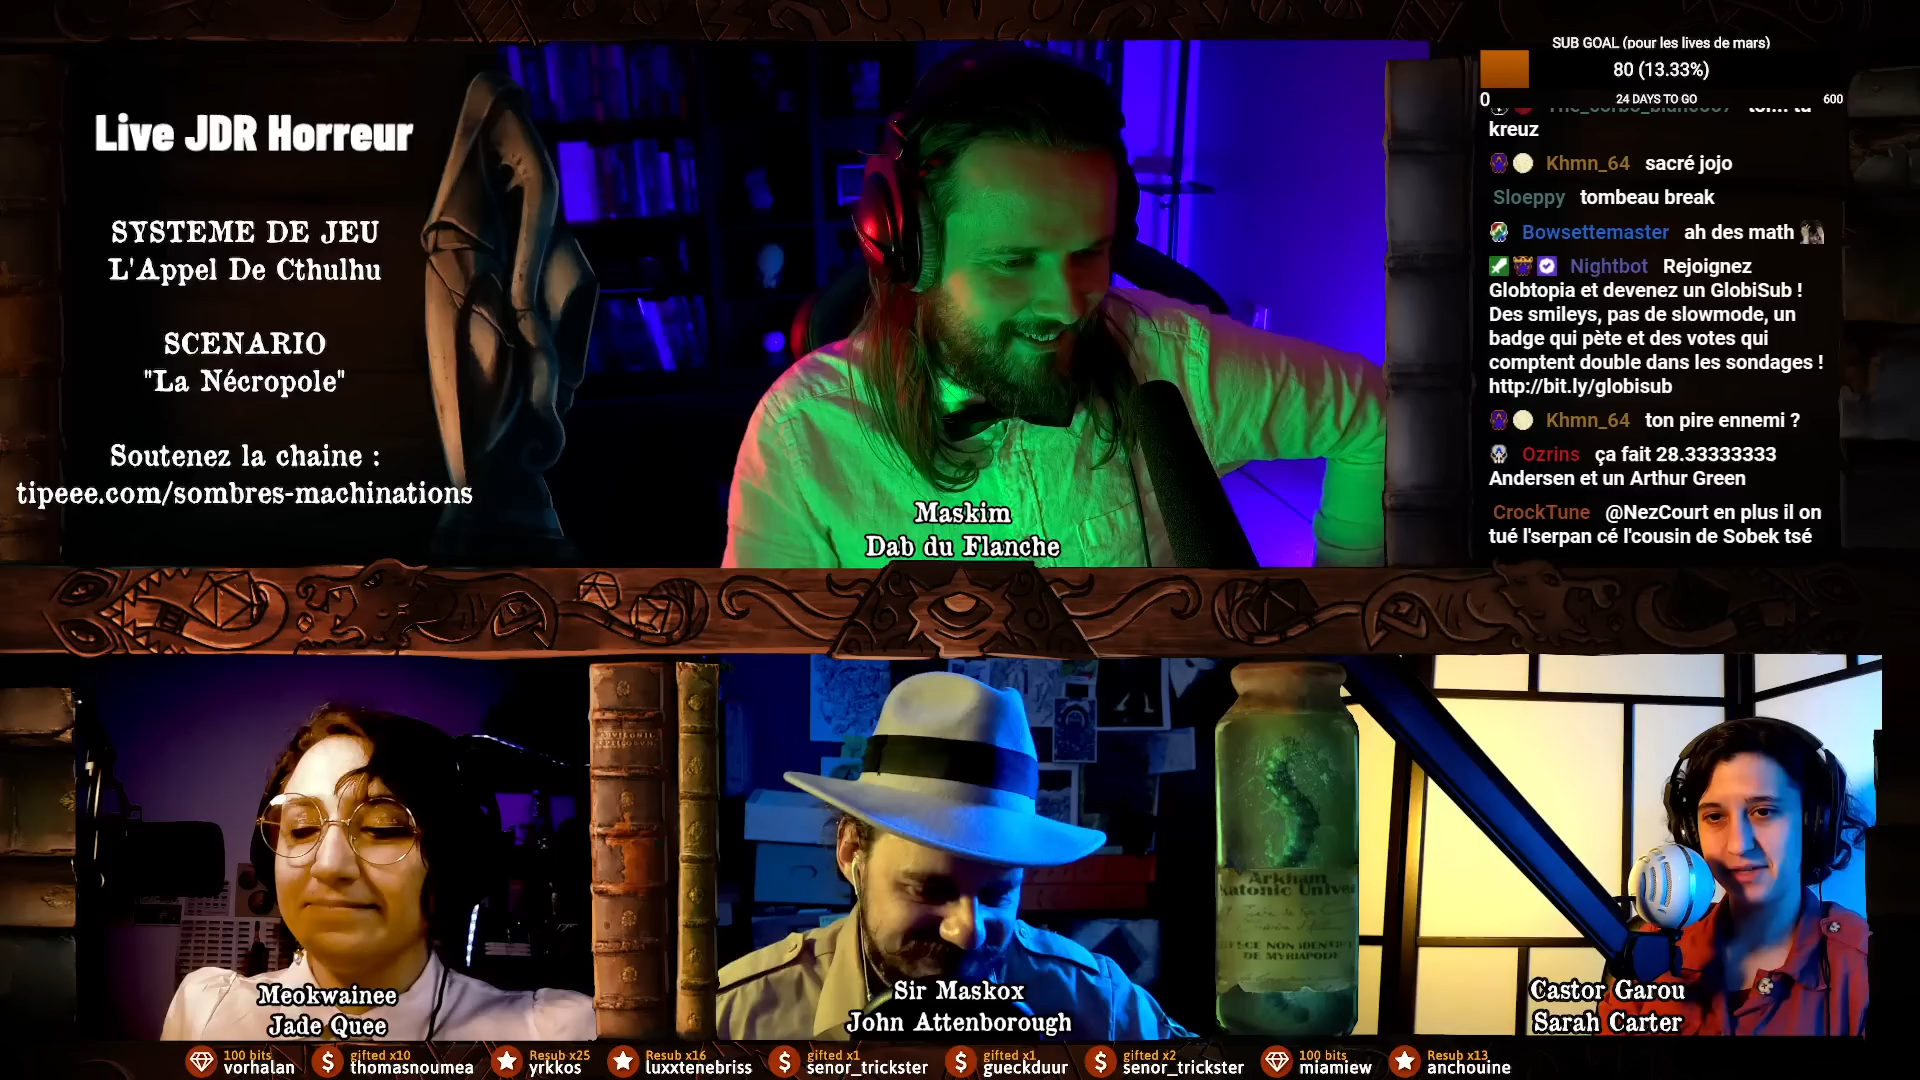 Live JDR Horreur
SYSTEME DE JEU
L'Appel De Cthulhu
SCENARIO
"La Nécropole"
Soutenez la chaine :
tipeee.com/sombres-machinations
Maskim
Dab du Flanche
SUB GOAL (pour les lives de mars)
80 (13.33%)
0
24 DAYS TO GO
600
kreuz
Khmn_64 sacré jojo
Sloeppy tombeau break
Bowsettemaster ah des math
Nightbot Rejoignez
Globtopia et devenez un GlobiSub !
Des smileys, pas de slowmode, un
badge qui pète et des votes qui
comptent double dans les sondages !
http://bit.ly/globisub
Khmn_64 ton pire ennemi ?
Ozrins ça fait 28.33333333
Andersen et un Arthur Green
CrockTune @NezCourt en plus il on
tué l'serpan cé l'cousin de Sobek tsé
Meokwainee
Jade Quee
Sir Maskox
John Attenborough
Arkham
katonic Univer
DE MYRIAPODE
Castor Garou
Sarah Carter
100 bits
vorhalan
gifted x10
thomasnoumea
Resub x25
yrkkos
Resub x16
luxxtenebriss
gifted x1
senor_trickster
gifted x1
gueckduur
gifted x2
senor_trickster
100 bits
miamiew
Resub x13
anchouine